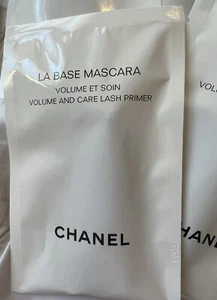 LA BASE MASCARA
VOLUME ET SOIN
VOLUME AND CARE LASH PRIMER
CHANEL